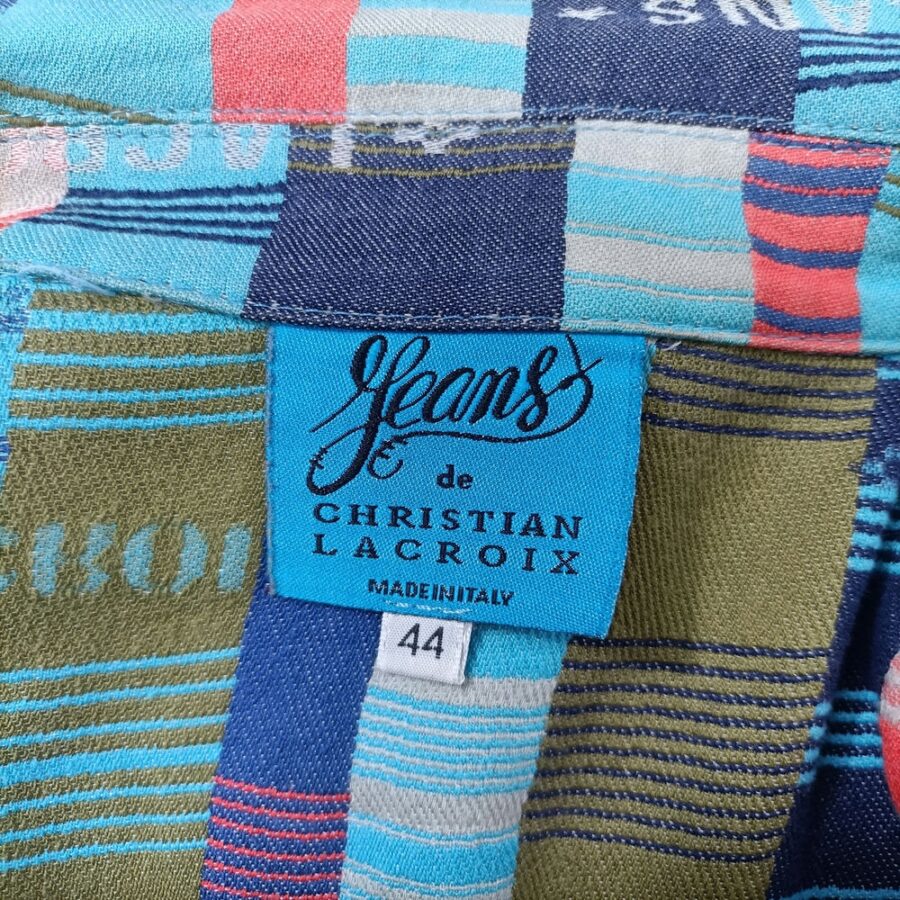 Jeans
de
CHRISTIAN
LACROIX
MADEINITALY
44